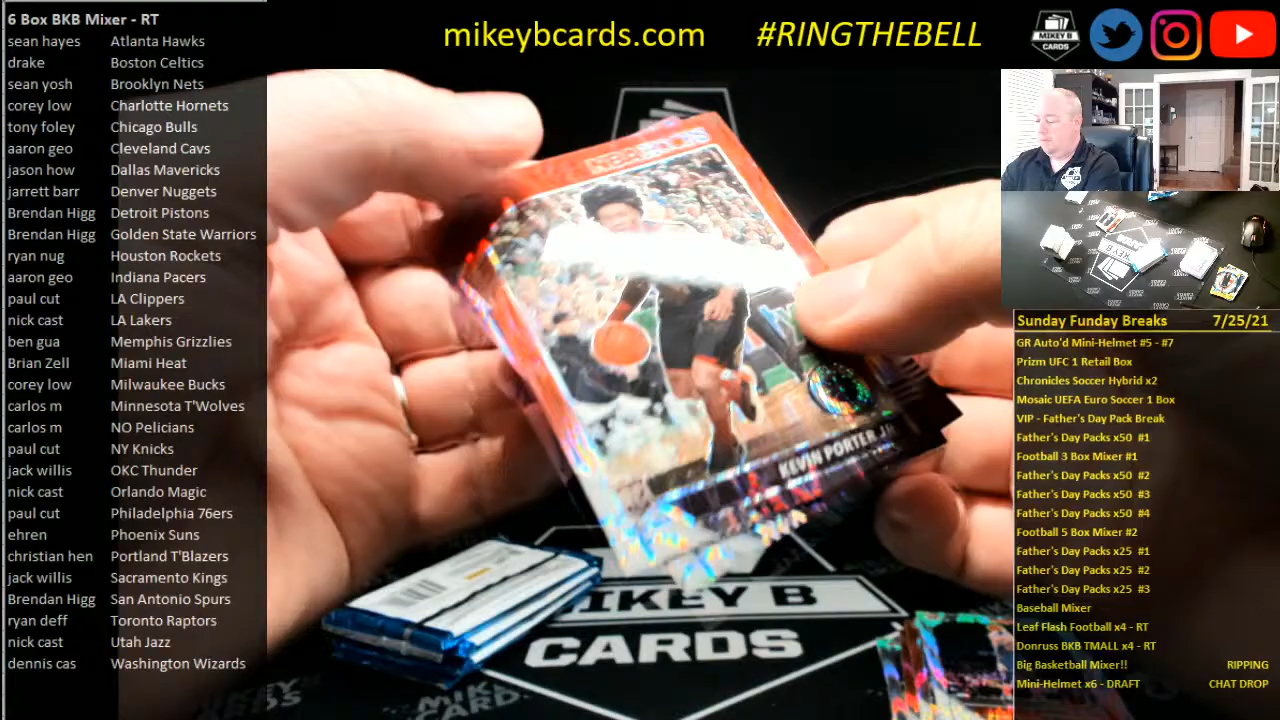 6 Box BKB Mixer - RT
sean hayes Atlanta Hawks
drake Boston Celtics
sean yosh Brooklyn Nets
corey low Charlotte Hornets
tony foley Chicago Bulls
aaron geo Cleveland Cavs
jason how Dallas Mavericks
jarrett barr Denver Nuggets
Brendan Higg Detroit Pistons
Brendan Higg Golden State Warriors
ryan nug Houston Rockets
aaron geo Indiana Pacers
paul cut LA Clippers
nick cast LA Lakers
ben gua Memphis Grizzlies
Brian Zell Miami Heat
corey low Milwaukee Bucks
carlos m Minnesota T'Wolves
carlos m NO Pelicans
paul cut NY Knicks
jack willis OKC Thunder
nick cast Orlando Magic
paul cut Philadelphia 76ers
ehren Phoenix Suns
christian hen Portland T'Blazers
jack willis Sacramento Kings
Brendan Higg San Antonio Spurs
ryan deff Toronto Raptors
nick cast Utah Jazz
dennis cas Washington Wizards
mikeybcards.com #RINGTHEBELL
MIKEY B
CARDS
NBA HOOPS
KEVIN PORTER JR.
MIKEY B
CARDS
Sunday Funday Breaks 7/25/21
GR Auto'd Mini-Helmet #5 - #7
Prizm UFC 1 Retail Box
Chronicles Soccer Hybrid x2
Mosaic UEFA Euro Soccer 1 Box
VIP - Father's Day Pack Break
Father's Day Packs x50 #1
Football 3 Box Mixer #1
Father's Day Packs x50 #2
Father's Day Packs x50 #3
Father's Day Packs x50 #4
Football 5 Box Mixer #2
Father's Day Packs x25 #1
Father's Day Packs x25 #2
Father's Day Packs x25 #3
Baseball Mixer
Leaf Flash Football x4 - RT
Donruss BKB TMALL x4 - RT
Big Basketball Mixer!! RIPPING
Mini-Helmet x6 - DRAFT CHAT DROP